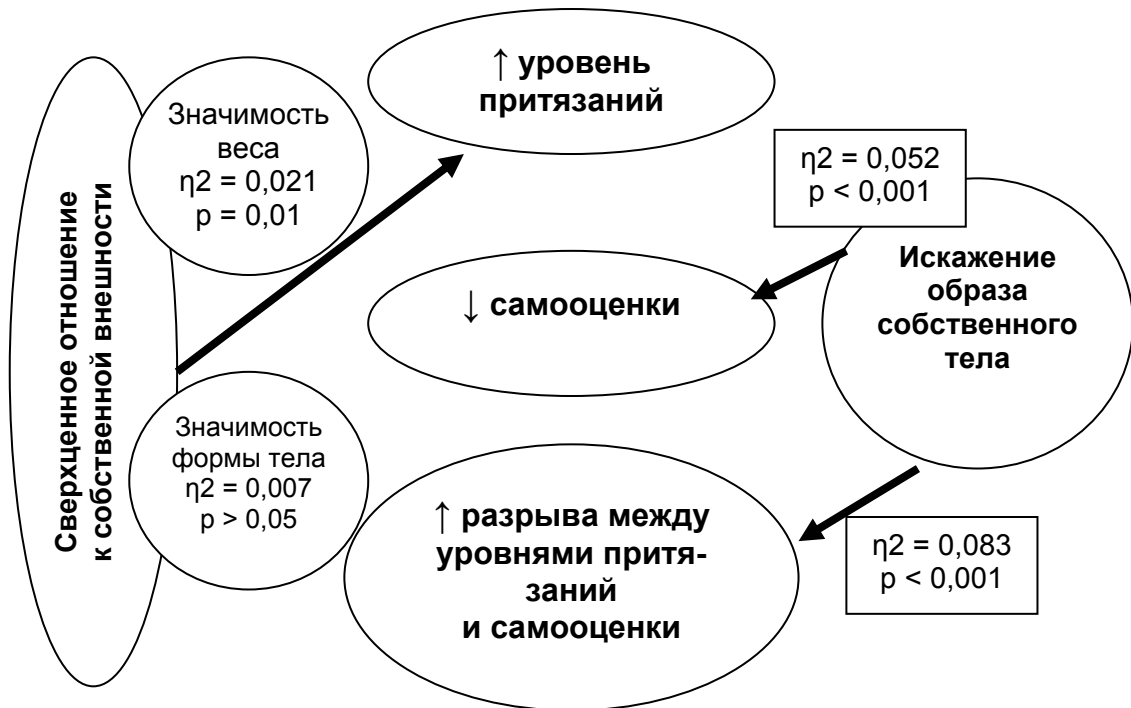 Сверхценное отношение
к собственной внешности
Значимость
веса
η2 = 0,021
p = 0,01
Значимость
формы тела
η2 = 0,007
p > 0,05
↑ уровень
притязаний
↓ самооценки
↑ разрыва между
уровнями притя-
заний
и самооценки
η2 = 0,052
p < 0,001
Искажение
образа
собственного
тела
η2 = 0,083
p < 0,001